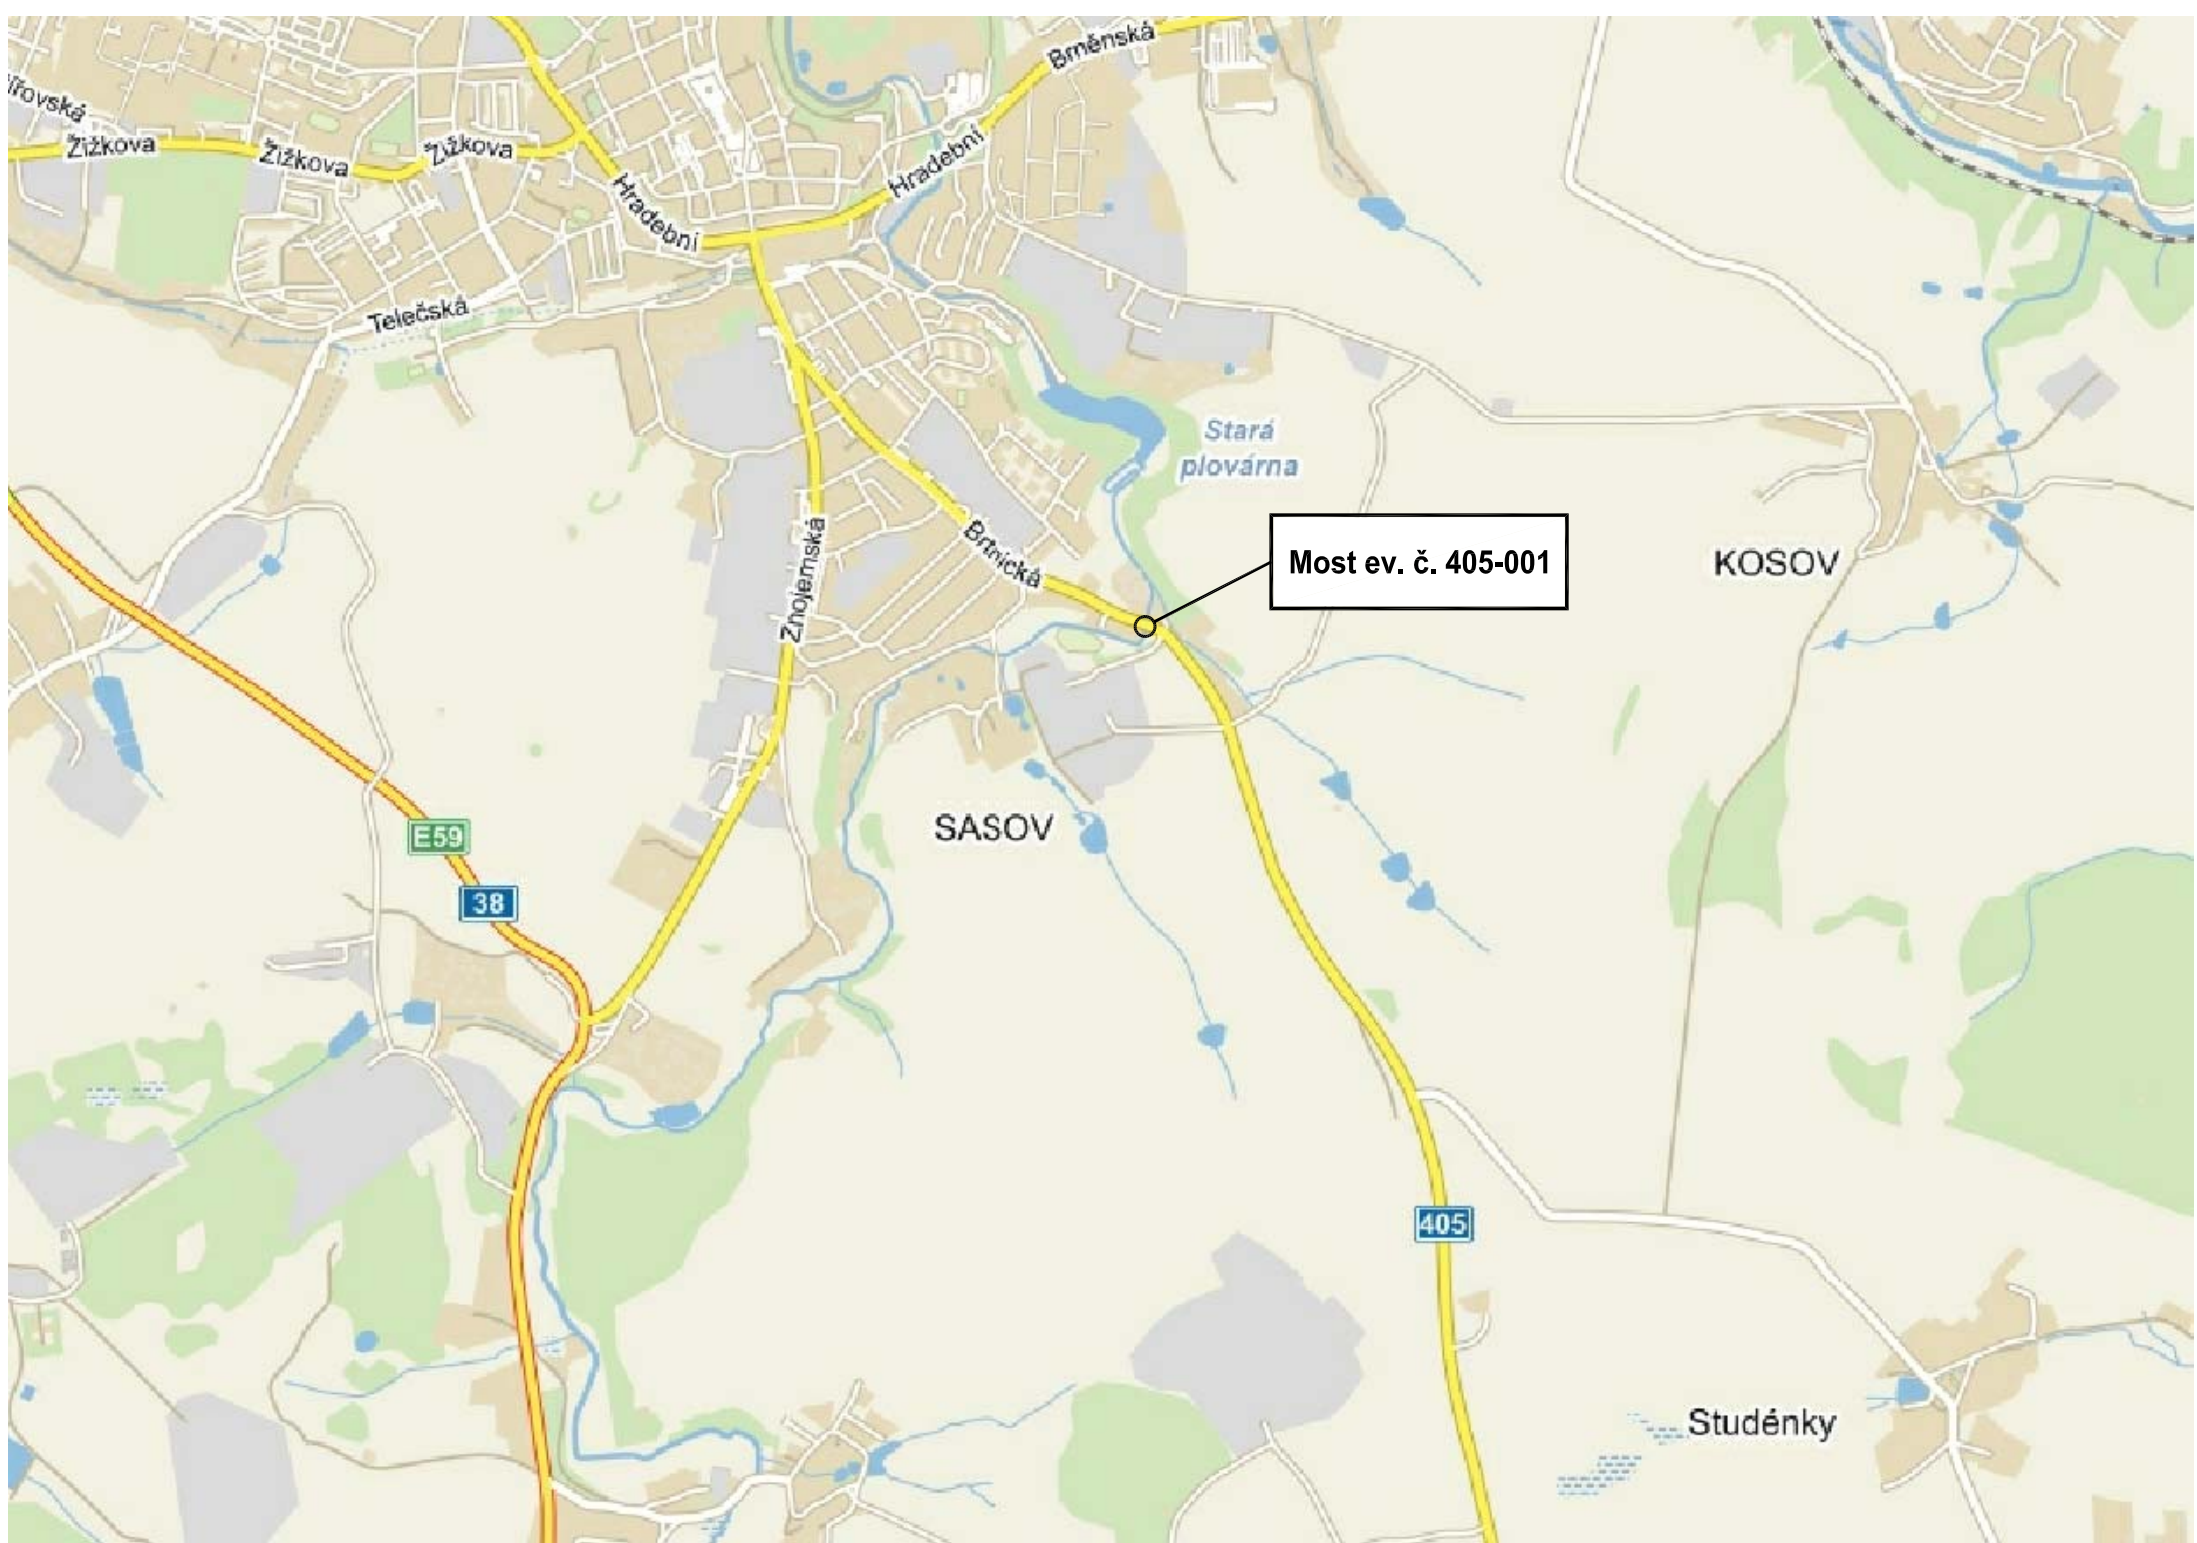 Brněnská
Žižkova
Žižkova
Žižkova
Hradební
Hradební
Telečská
Stará
plovárna
Most ev. č. 405-001
KOSOV
Brtnická
Znojemská
SASOV
E59
38
405
Studénky